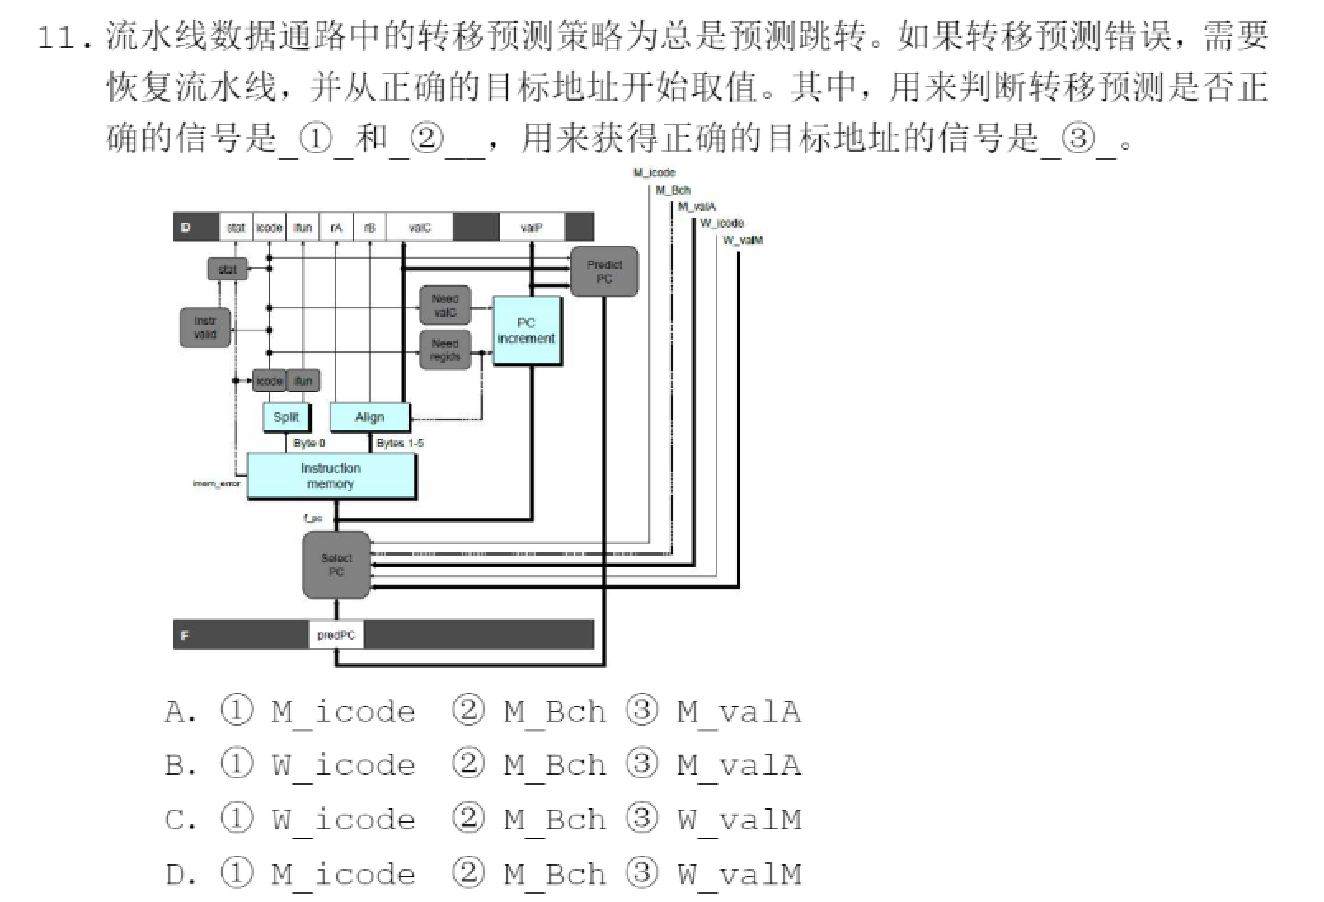 11. 流水线数据通路中的转移预测策略为总是预测跳转。如果转移预测错误，需要
恢复流水线，并从正确的目标地址开始取值。其中，用来判断转移预测是否正
确的信号是_①_和_②__，用来获得正确的目标地址的信号是_③_。
M_icode
M_Bch
M_valA
W_icode
W_valM
D stat icode ifun rA rB valC valP
stat
Predict
PC
Need
valC
Instr
valid
PC
increment
Need
regids
icode ifun
Split Align
Byte 0 Bytes 1-5
Instruction
memory
imem_error
f_pc
Select
PC
F predPC
A. ① M_icode ② M_Bch ③ M_valA
B. ① W_icode ② M_Bch ③ M_valA
C. ① W_icode ② M_Bch ③ W_valM
D. ① M_icode ② M_Bch ③ W_valM